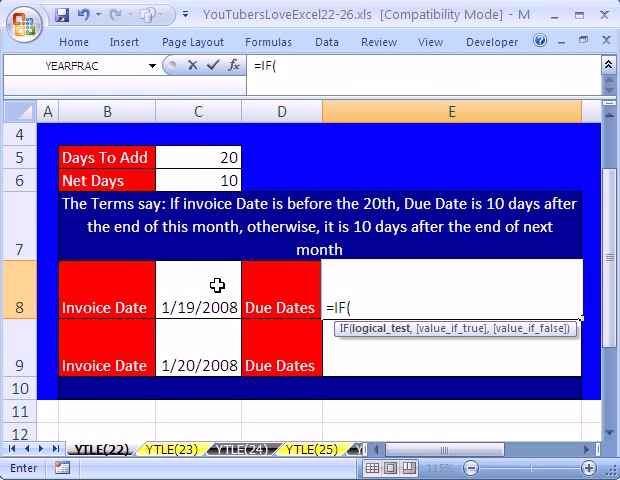 YouTubersLoveExcel22-26.xls [Compatibility Mode] - M
Home Insert Page Layout Formulas Data Review View Developer
YEARFRAC fx =IF(
A B C D E
4
5 Days To Add 20
6 Net Days 10
The Terms say: If invoice Date is before the 20th, Due Date is 10 days after
the end of this month, otherwise, it is 10 days after the end of next
7 month
8 Invoice Date 1/19/2008 Due Dates =IF(
IF(logical_test, [value_if_true], [value_if_false])
9 Invoice Date 1/20/2008 Due Dates
10
11
12
YTLE(22) YTLE(23) YTLE(24) YTLE(25)
Enter 115%